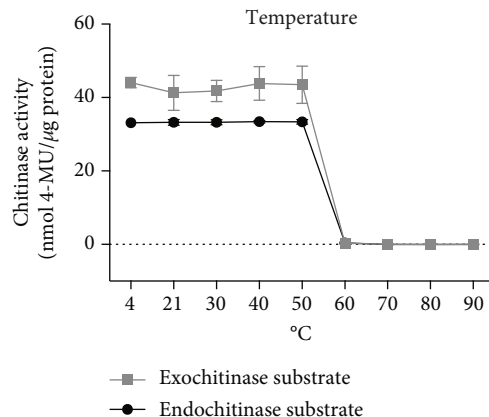 Temperature
Chitinase activity
(nmol 4-MU/μg protein)
60
40
20
0
4 21 30 40 50 60 70 80 90
°C
Exochitinase substrate
Endochitinase substrate